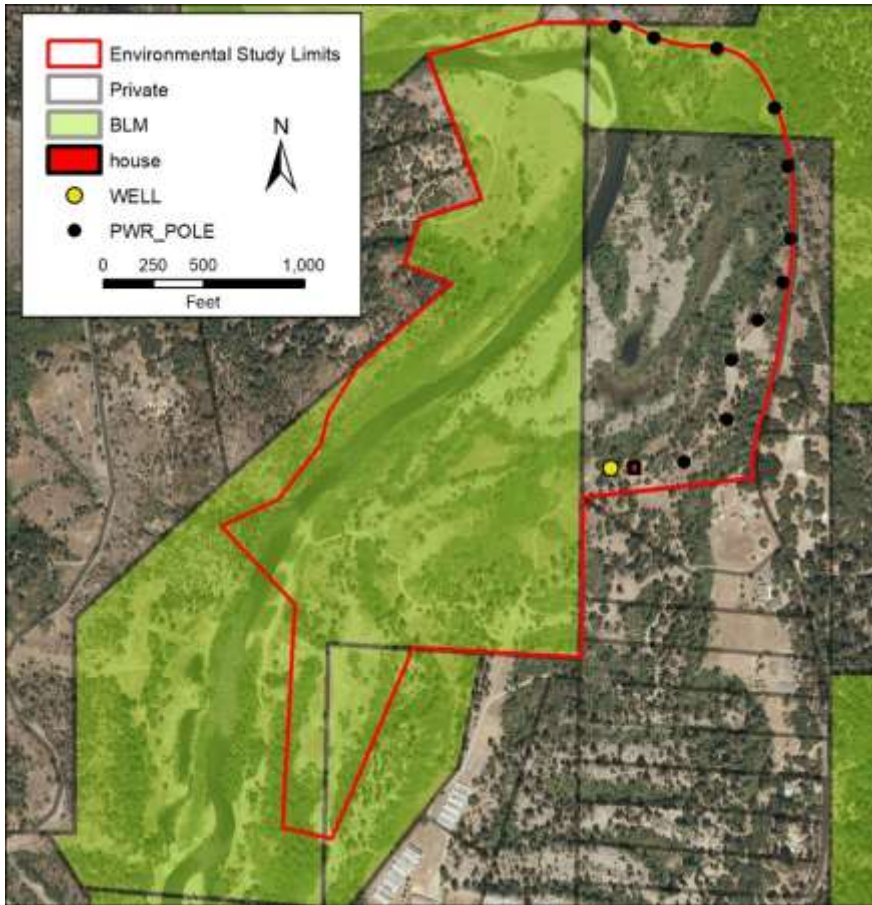 Environmental Study Limits
Private
BLM
house
WELL
PWR_POLE
N
0 250 500 1,000
Feet